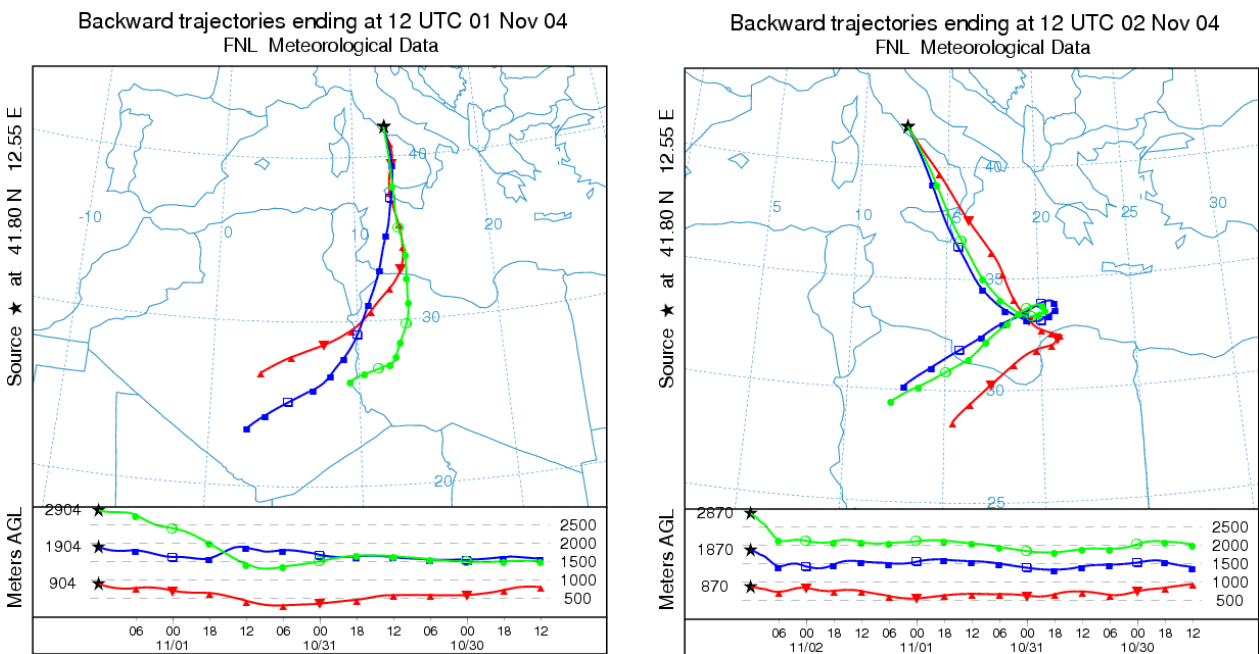 Backward trajectories ending at 12 UTC 01 Nov 04
FNL Meteorological Data
Source ★ at 41.80 N 12.55 E
-10
0
10
20
40
30
20
Meters AGL
2904
1904
904
2500
2000
1500
1000
500
06 00 18 12 06 00 18 12 06 00 18 12
11/01 10/31 10/30
Backward trajectories ending at 12 UTC 02 Nov 04
FNL Meteorological Data
Source ★ at 41.80 N 12.55 E
5
10
15
20
25
30
40
35
30
25
Meters AGL
2870
1870
870
2500
2000
1500
1000
500
06 00 18 12 06 00 18 12 06 00 18 12
11/02 11/01 10/31 10/30